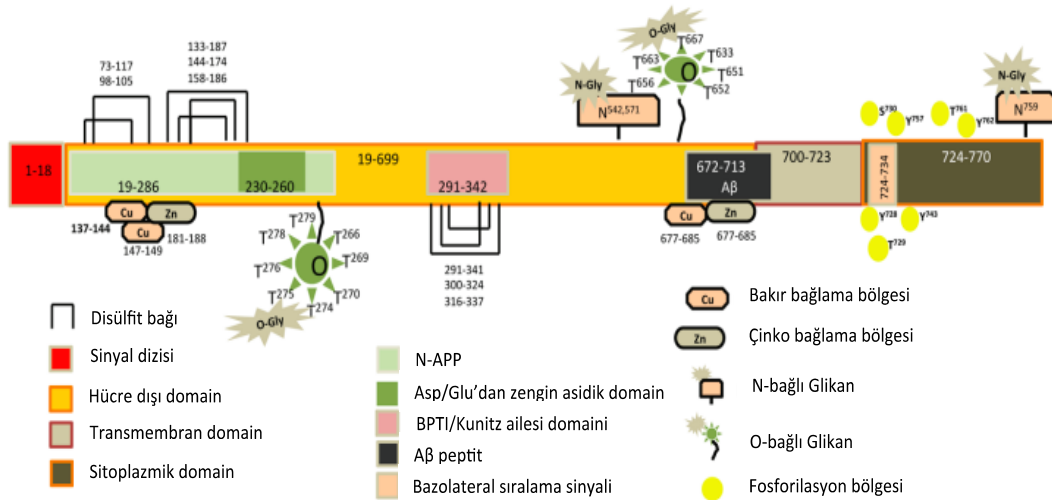 133-187
144-174
158-186
73-117
98-105
O-Gly
T667
T663
T633
T651
T656
T652
N-Gly
N542,571
N-Gly
N759
S730
Y757
T761
Y762
1-18
19-286
230-260
19-699
291-342
672-713
Aβ
700-723
724-734
724-770
Cu
Zn
137-144
Cu
181-188
147-149
T279
T278
T266
T276
O
T269
T275
T270
T274
O-Gly
291-341
300-324
316-337
O
Cu
Zn
677-685
677-685
Y728
Y743
T729
Disülfit bağı
Sinyal dizisi
Hücre dışı domain
Transmembran domain
Sitoplazmik domain
N-APP
Asp/Glu’dan zengin asidik domain
BPTI/Kunitz ailesi domaini
Aβ peptit
Bazolateral sıralama sinyali
Cu
Bakır bağlama bölgesi
Zn
Çinko bağlama bölgesi
N-bağlı Glikan
O-bağlı Glikan
Fosforilasyon bölgesi